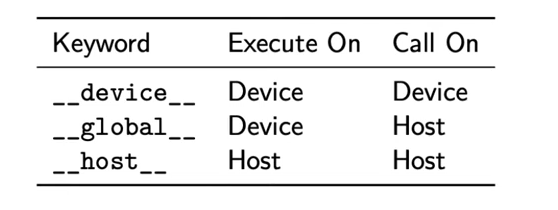 Keyword Execute On Call On
__device__ Device Device
__global__ Device Host
__host__ Host Host